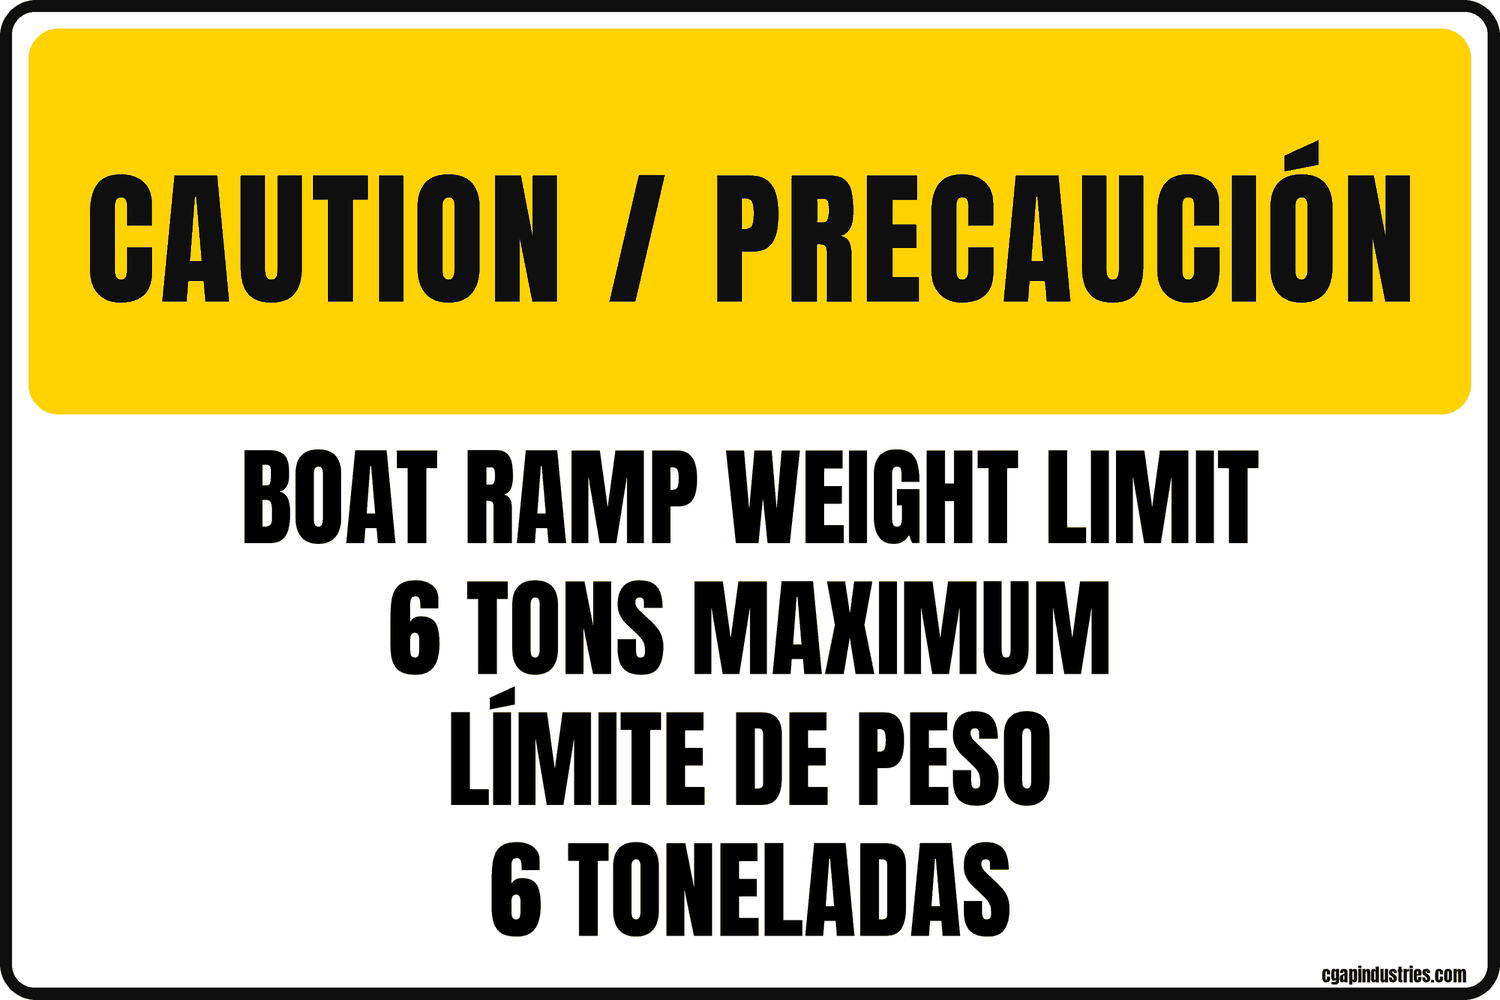 CAUTION / PRECAUCIÓN
BOAT RAMP WEIGHT LIMIT
6 TONS MAXIMUM
LÍMITE DE PESO
6 TONELADAS
cgapindustries.com